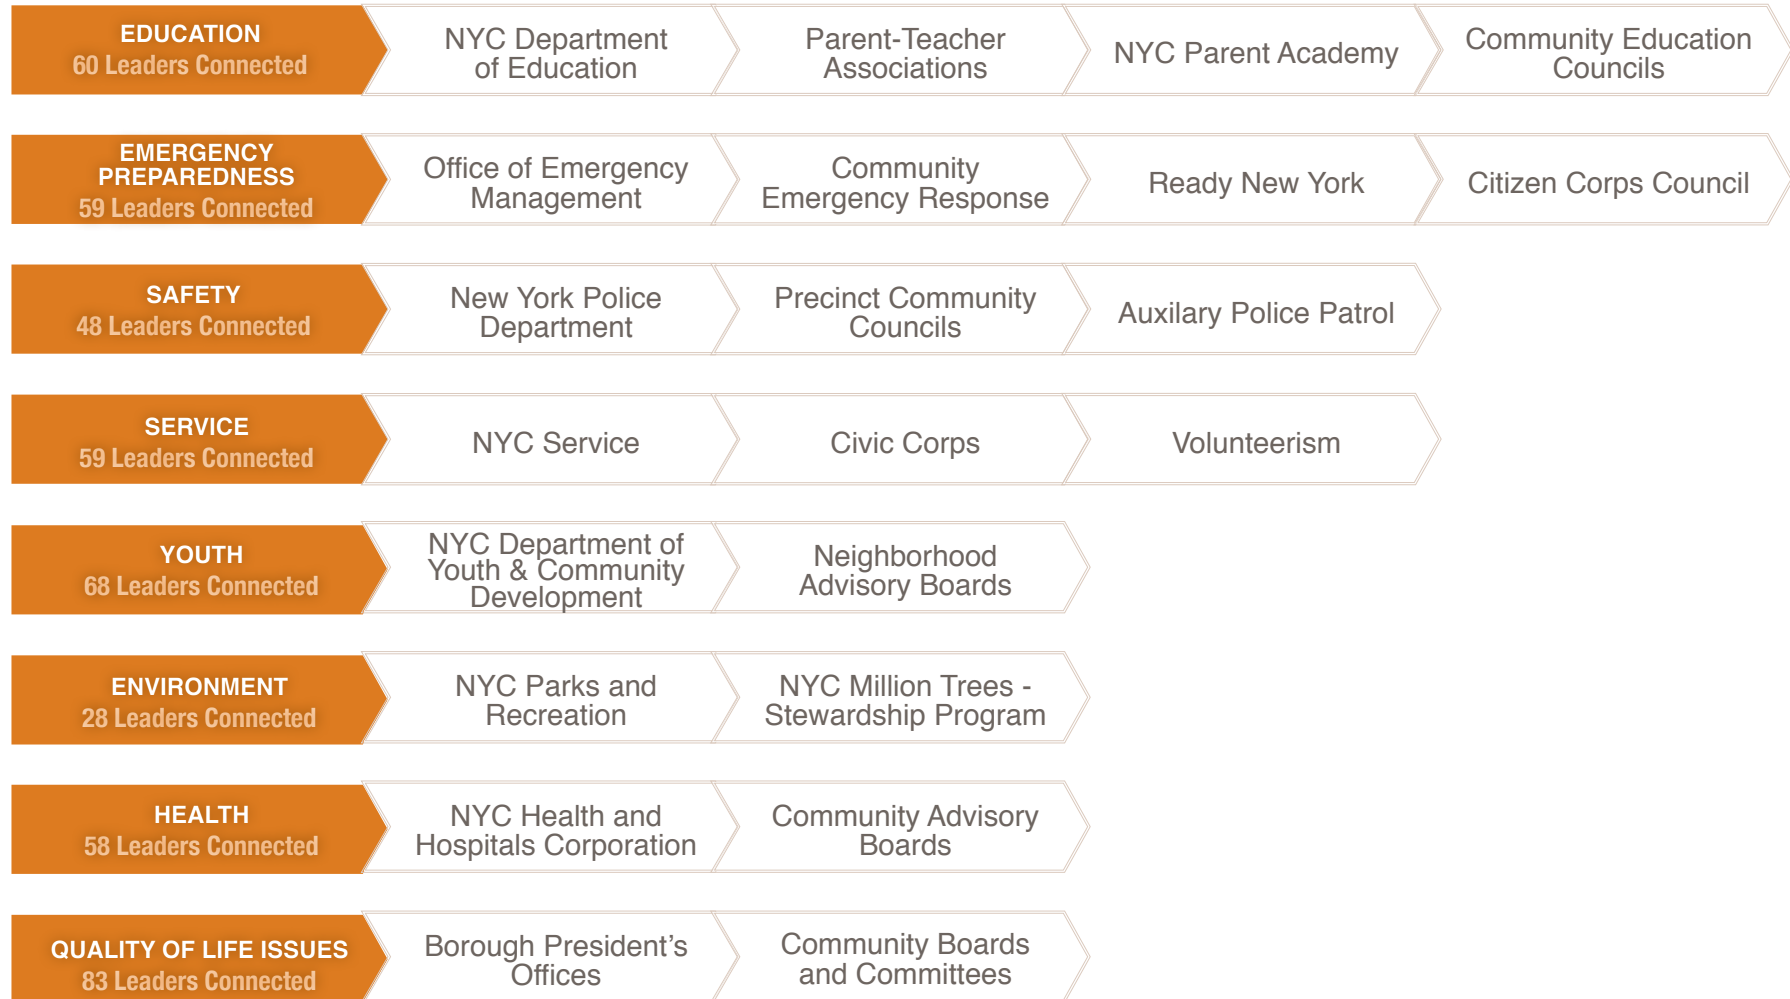 EDUCATION
60 Leaders Connected
NYC Department
of Education
Parent-Teacher
Associations
NYC Parent Academy
Community Education
Councils
EMERGENCY
PREPAREDNESS
59 Leaders Connected
Office of Emergency
Management
Community
Emergency Response
Ready New York
Citizen Corps Council
SAFETY
48 Leaders Connected
New York Police
Department
Precinct Community
Councils
Auxilary Police Patrol
SERVICE
59 Leaders Connected
NYC Service
Civic Corps
Volunteerism
YOUTH
68 Leaders Connected
NYC Department of
Youth & Community
Development
Neighborhood
Advisory Boards
ENVIRONMENT
28 Leaders Connected
NYC Parks and
Recreation
NYC Million Trees -
Stewardship Program
HEALTH
58 Leaders Connected
NYC Health and
Hospitals Corporation
Community Advisory
Boards
QUALITY OF LIFE ISSUES
83 Leaders Connected
Borough President’s
Offices
Community Boards
and Committees